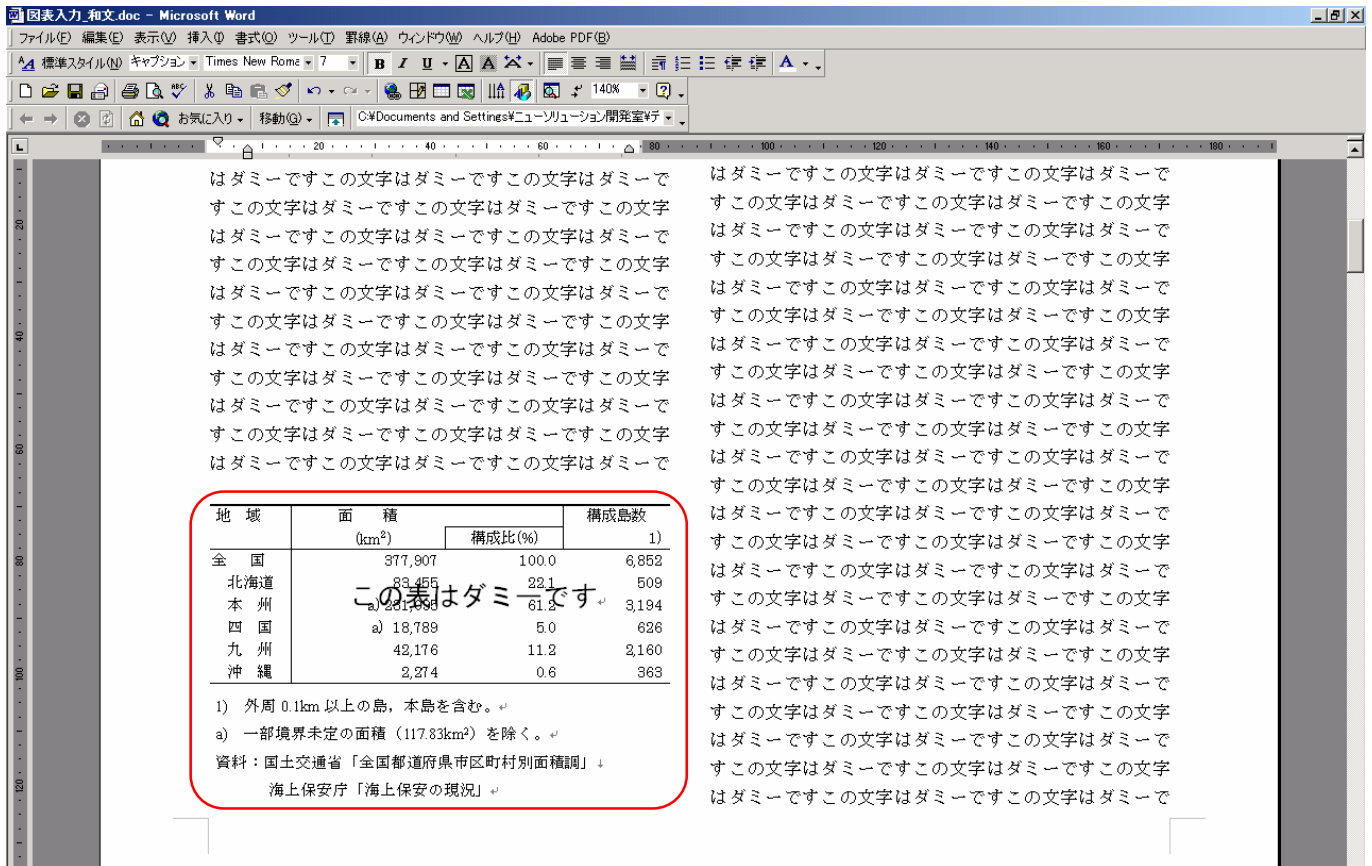 図表入力_和文.doc - Microsoft Word
ファイル(F) 編集(E) 表示(V) 挿入(I) 書式(O) ツール(T) 罫線(A) ウィンドウ(W) ヘルプ(H) Adobe PDF(B)
標準スタイル(N) キャプション Times New Roma 7 B I U A A A
140%
お気に入り 移動(G) C:¥Documents and Settings¥ニューソリューション開発室¥デ
L 20 40 60 80 100 120 140 160 180
20
40
60
80
100
120
はダミーですこの文字はダミーですこの文字はダミーで
すこの文字はダミーですこの文字はダミーですこの文字
はダミーですこの文字はダミーですこの文字はダミーで
すこの文字はダミーですこの文字はダミーですこの文字
はダミーですこの文字はダミーですこの文字はダミーで
すこの文字はダミーですこの文字はダミーですこの文字
はダミーですこの文字はダミーですこの文字はダミーで
すこの文字はダミーですこの文字はダミーですこの文字
はダミーですこの文字はダミーですこの文字はダミーで
すこの文字はダミーですこの文字はダミーですこの文字
はダミーですこの文字はダミーですこの文字はダミーで
地 域 面 積 構成島数
(km²) 構成比(%) 1)
全 国 377,907 100.0 6,852
北海道 83,455 22.1 509
この表はダミーです
本 州 a) 61.2 3,194
四 国 a) 18,789 5.0 626
九 州 42,176 11.2 2,160
沖 縄 2,274 0.6 363
1) 外周 0.1km 以上の島，本島を含む。
a) 一部境界未定の面積（117.83km²）を除く。
資料：国土交通省「全国都道府県市区町村別面積調」
海上保安庁「海上保安の現況」
はダミーですこの文字はダミーですこの文字はダミーで
すこの文字はダミーですこの文字はダミーですこの文字
はダミーですこの文字はダミーですこの文字はダミーで
すこの文字はダミーですこの文字はダミーですこの文字
はダミーですこの文字はダミーですこの文字はダミーで
すこの文字はダミーですこの文字はダミーですこの文字
はダミーですこの文字はダミーですこの文字はダミーで
すこの文字はダミーですこの文字はダミーですこの文字
はダミーですこの文字はダミーですこの文字はダミーで
すこの文字はダミーですこの文字はダミーですこの文字
はダミーですこの文字はダミーですこの文字はダミーで
すこの文字はダミーですこの文字はダミーですこの文字
はダミーですこの文字はダミーですこの文字はダミーで
すこの文字はダミーですこの文字はダミーですこの文字
はダミーですこの文字はダミーですこの文字はダミーで
すこの文字はダミーですこの文字はダミーですこの文字
はダミーですこの文字はダミーですこの文字はダミーで
すこの文字はダミーですこの文字はダミーですこの文字
はダミーですこの文字はダミーですこの文字はダミーで
すこの文字はダミーですこの文字はダミーですこの文字
はダミーですこの文字はダミーですこの文字はダミーで
すこの文字はダミーですこの文字はダミーですこの文字
はダミーですこの文字はダミーですこの文字はダミーで